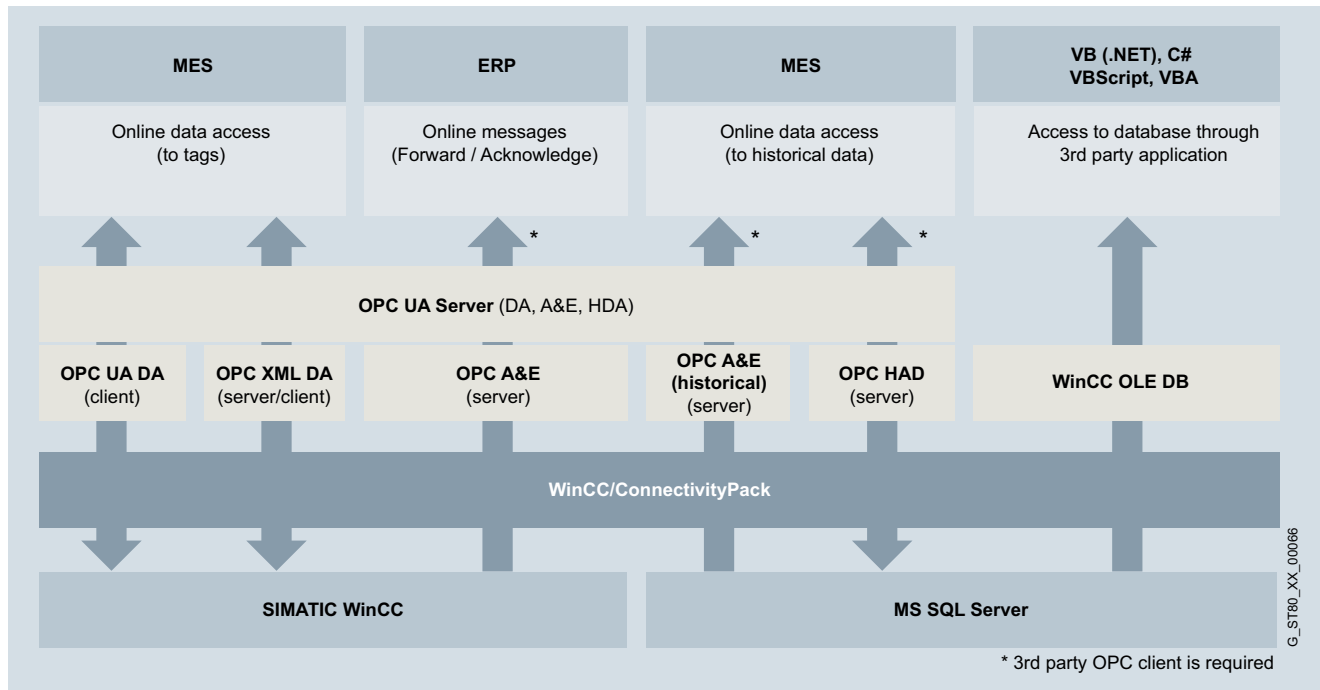 MES
ERP
MES
VB (.NET), C#
VBScript, VBA
Online data access
(to tags)
Online messages
(Forward / Acknowledge)
Online data access
(to historical data)
Access to database through
3rd party application
*
*
*
OPC UA Server (DA, A&E, HDA)
OPC UA DA
(client)
OPC XML DA
(server/client)
OPC A&E
(server)
OPC A&E
(historical)
(server)
OPC HAD
(server)
WinCC OLE DB
WinCC/ConnectivityPack
SIMATIC WinCC
MS SQL Server
G_ST80_XX_00066
* 3rd party OPC client is required